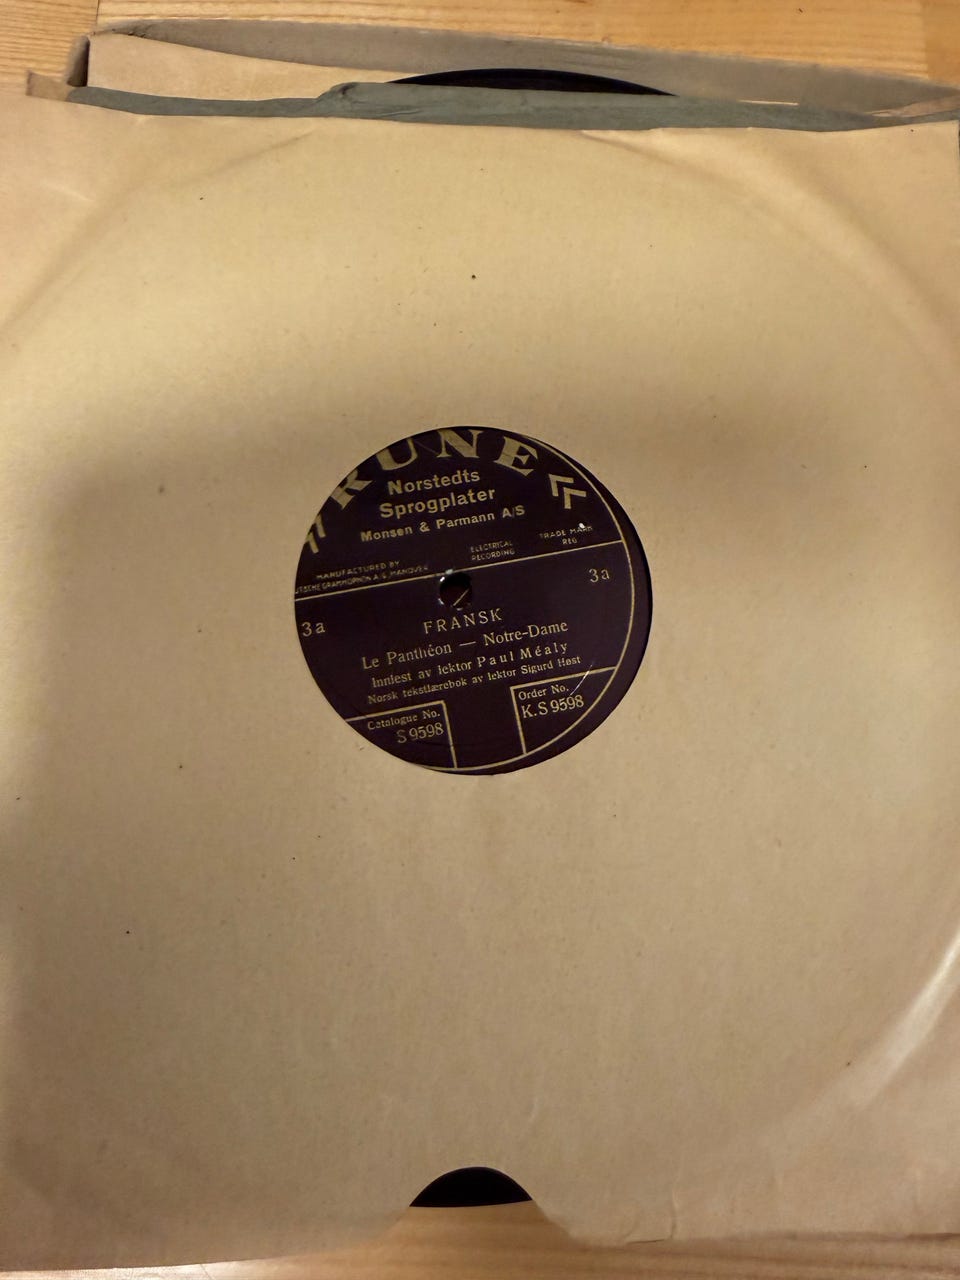 RUNE
Norstedts
Sprogplater
Monsen & Parmann A/S
MANUFACTURED BY
ELECTRICAL
RECORDING
TRADE MARK
REG.
3a
3a
FRANSK
Le Panthéon — Notre-Dame
Innlest av lektor Paul Méaly
Norsk tekstlærebok av lektor Sigurd Høst
Catalogue No.
S 9598
Order No.
K.S 9598